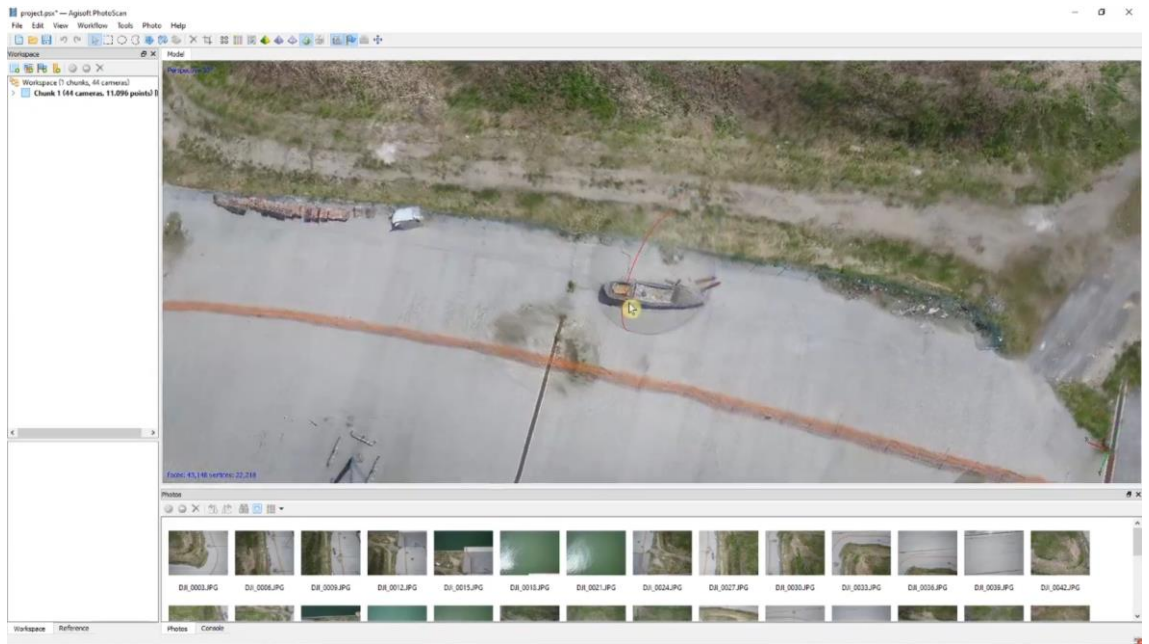 project.psx* — Agisoft PhotoScan
File Edit View Workflow Tools Photo Help
Workspace
Model
Workspace (1 chunks, 44 cameras)
Chunk 1 (44 cameras, 11,096 points)
Perspective
Faces: 43,146 vertices: 22,218
Photos
DJI_0003.JPG DJI_0006.JPG DJI_0009.JPG DJI_0012.JPG DJI_0015.JPG DJI_0018.JPG DJI_0021.JPG DJI_0024.JPG DJI_0027.JPG DJI_0030.JPG DJI_0033.JPG DJI_0036.JPG DJI_0039.JPG DJI_0042.JPG
Workspace Reference
Photos Console